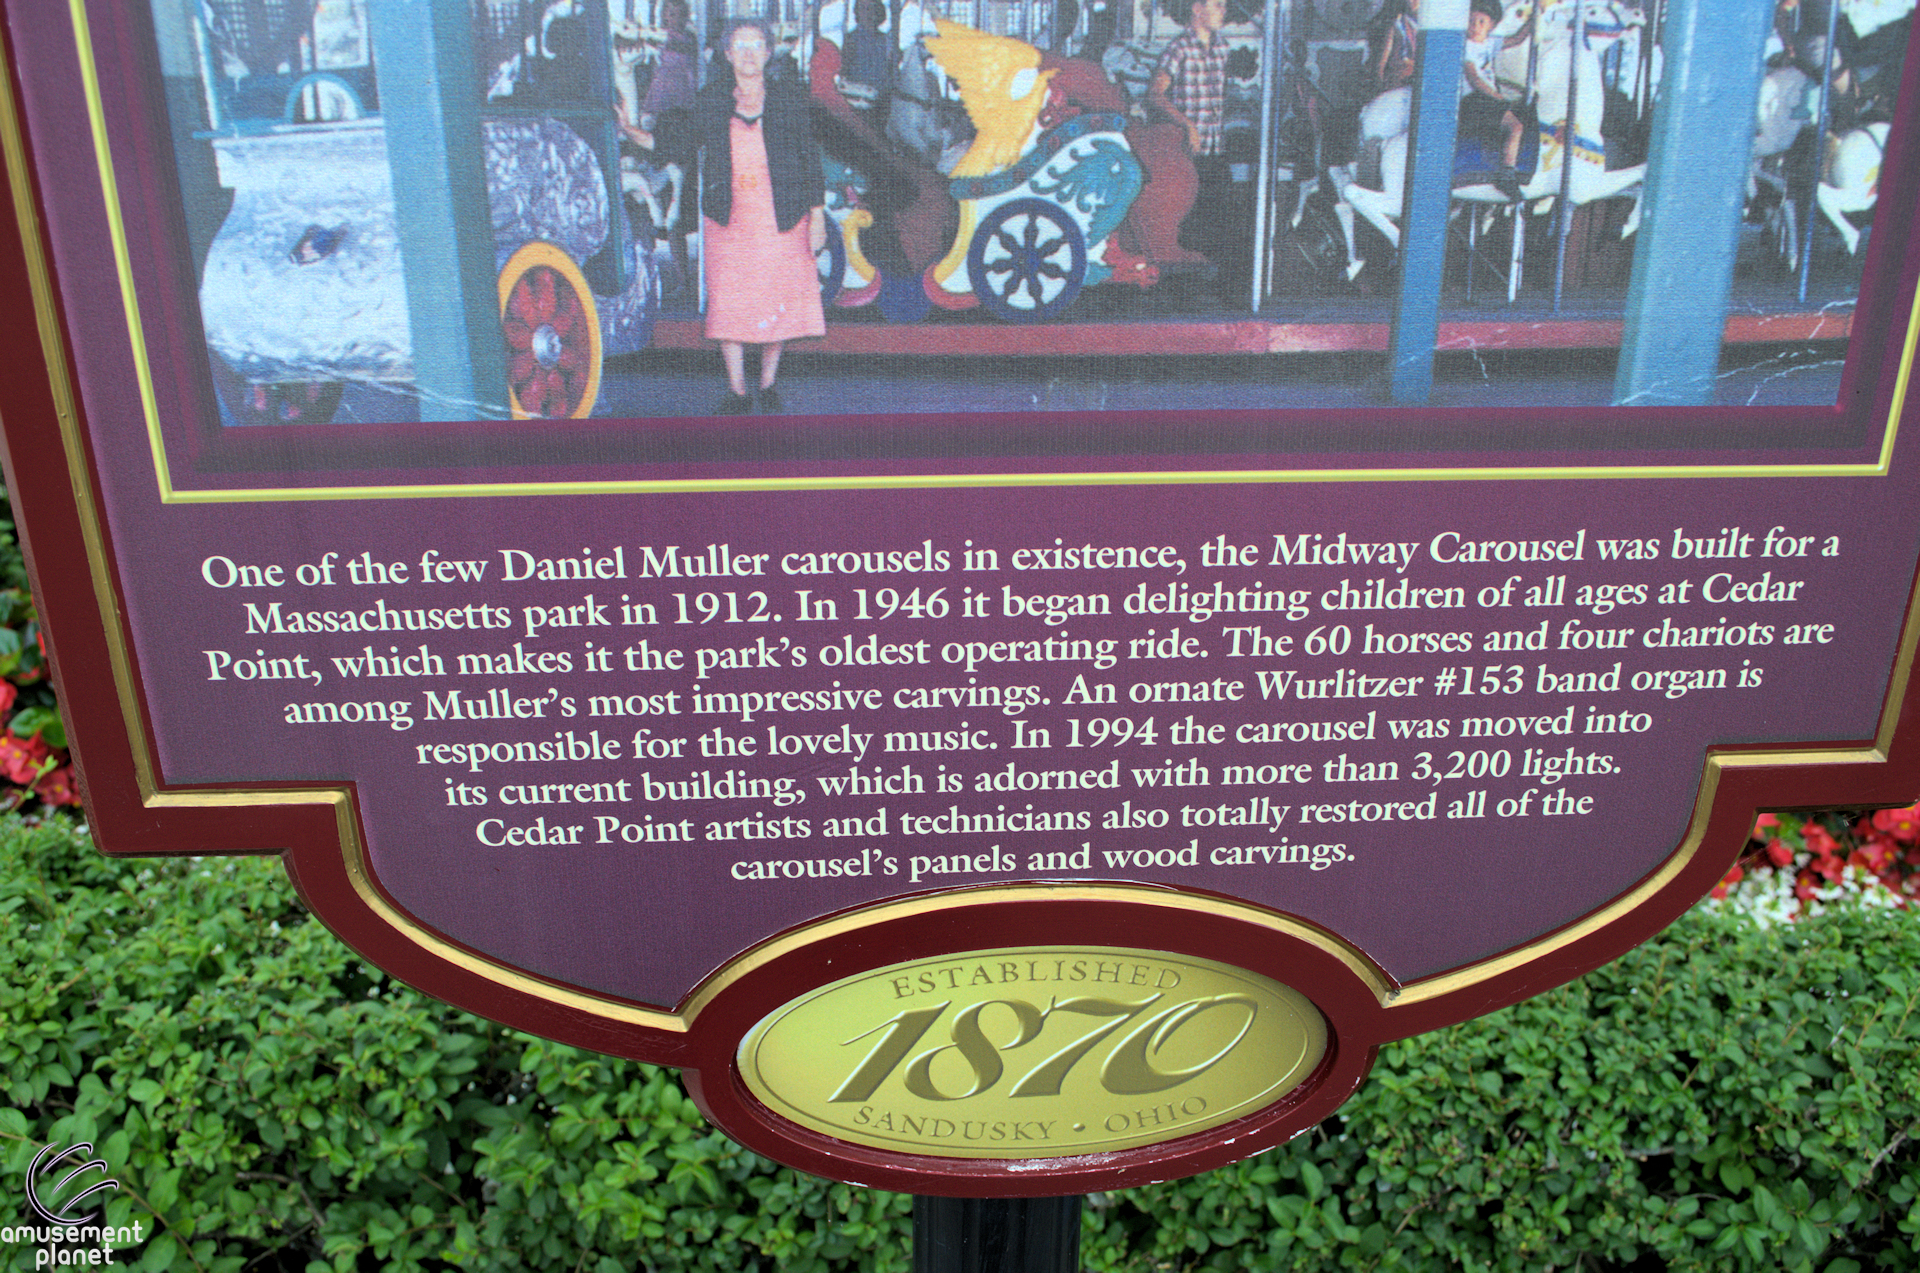 One of the few Daniel Muller carousels in existence, the Midway Carousel was built for a
Massachusetts park in 1912. In 1946 it began delighting children of all ages at Cedar
Point, which makes it the park's oldest operating ride. The 60 horses and four chariots are
among Muller's most impressive carvings. An ornate Wurlitzer #153 band organ is
responsible for the lovely music. In 1994 the carousel was moved into
its current building, which is adorned with more than 3,200 lights.
Cedar Point artists and technicians also totally restored all of the
carousel's panels and wood carvings.
ESTABLISHED
1870
SANDUSKY • OHIO
amusement
planet